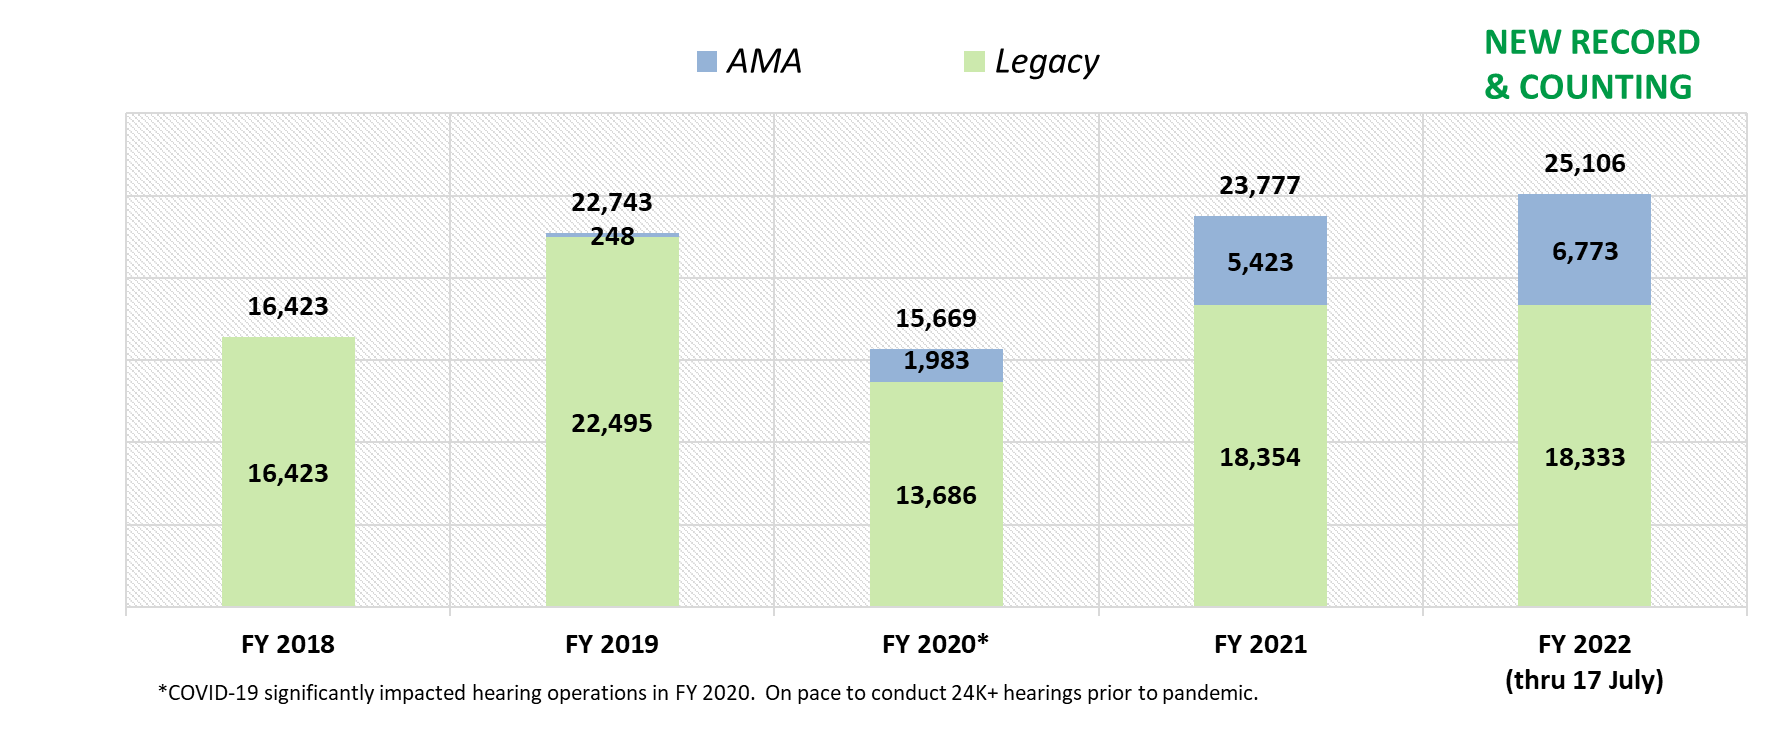 AMA
Legacy
NEW RECORD
& COUNTING
16,423
16,423
22,743
248
22,495
15,669
1,983
13,686
23,777
5,423
18,354
25,106
6,773
18,333
FY 2018
FY 2019
FY 2020*
FY 2021
FY 2022
(thru 17 July)
*COVID-19 significantly impacted hearing operations in FY 2020.  On pace to conduct 24K+ hearings prior to pandemic.